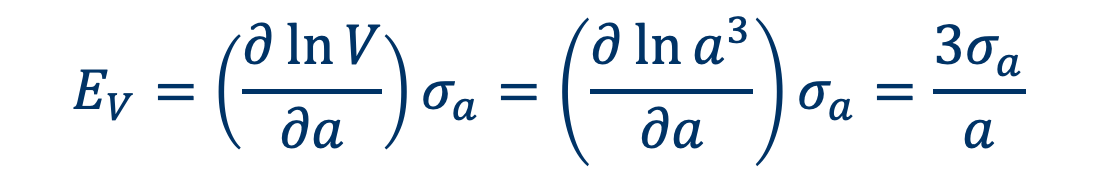 E_V = (∂ ln V / ∂a) σ_a = (∂ ln a³ / ∂a) σ_a = 3σ_a / a